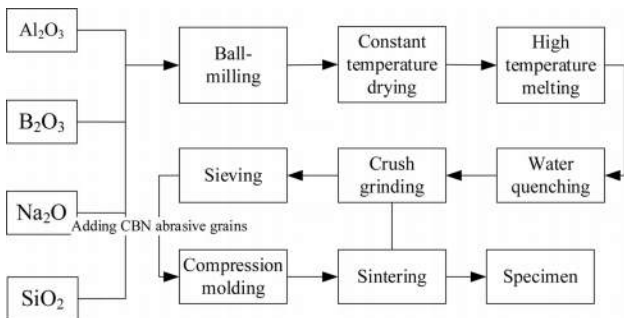 Al₂O₃
B₂O₃
Na₂O
SiO₂
Ball-
milling
Constant
temperature
drying
High
temperature
melting
Water
quenching
Crush
grinding
Sieving
Adding CBN abrasive grains
Compression
molding
Sintering
Specimen